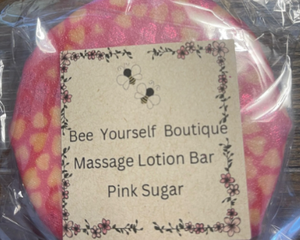 Bee Yourself Boutique
Massage Lotion Bar
Pink Sugar